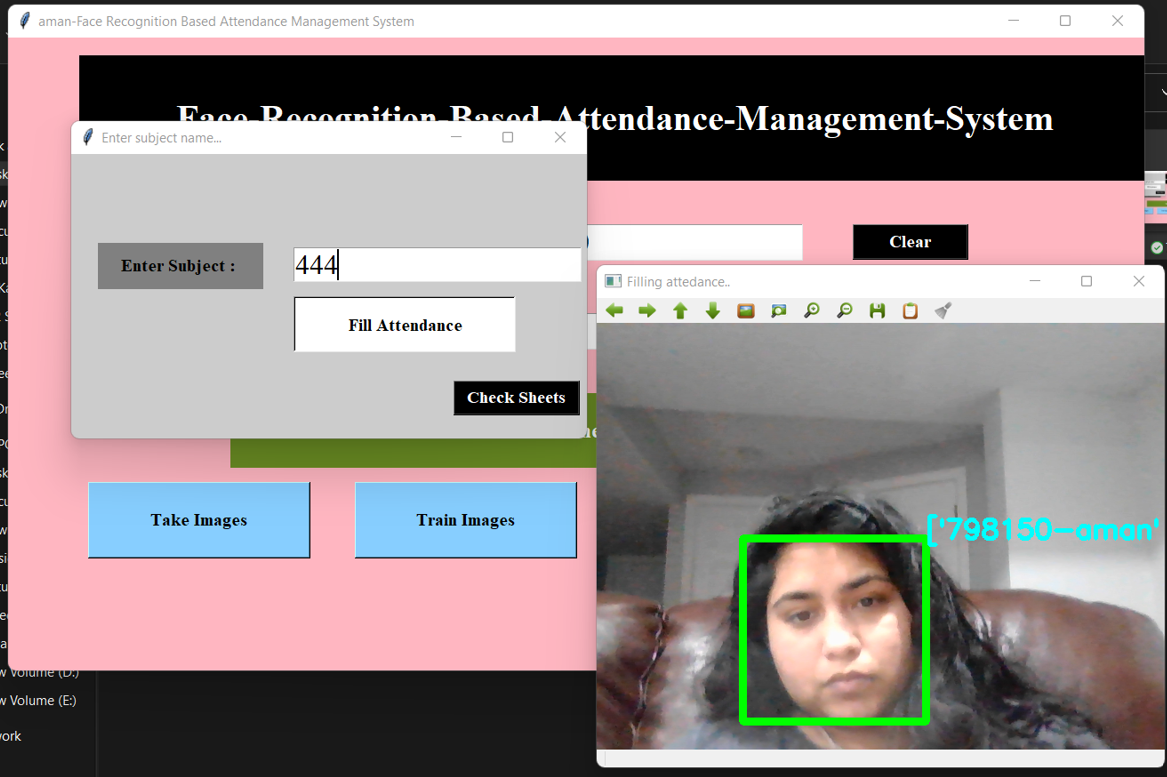 aman-Face Recognition Based Attendance Management System
Face-Recognition-Based-Attendance-Management-System
Enter subject name...
Enter Subject :
444
Clear
Fill Attendance
Check Sheets
Filling attedance..
['798150-aman'
Take Images
Train Images
w Volume (D:)
w Volume (E:)